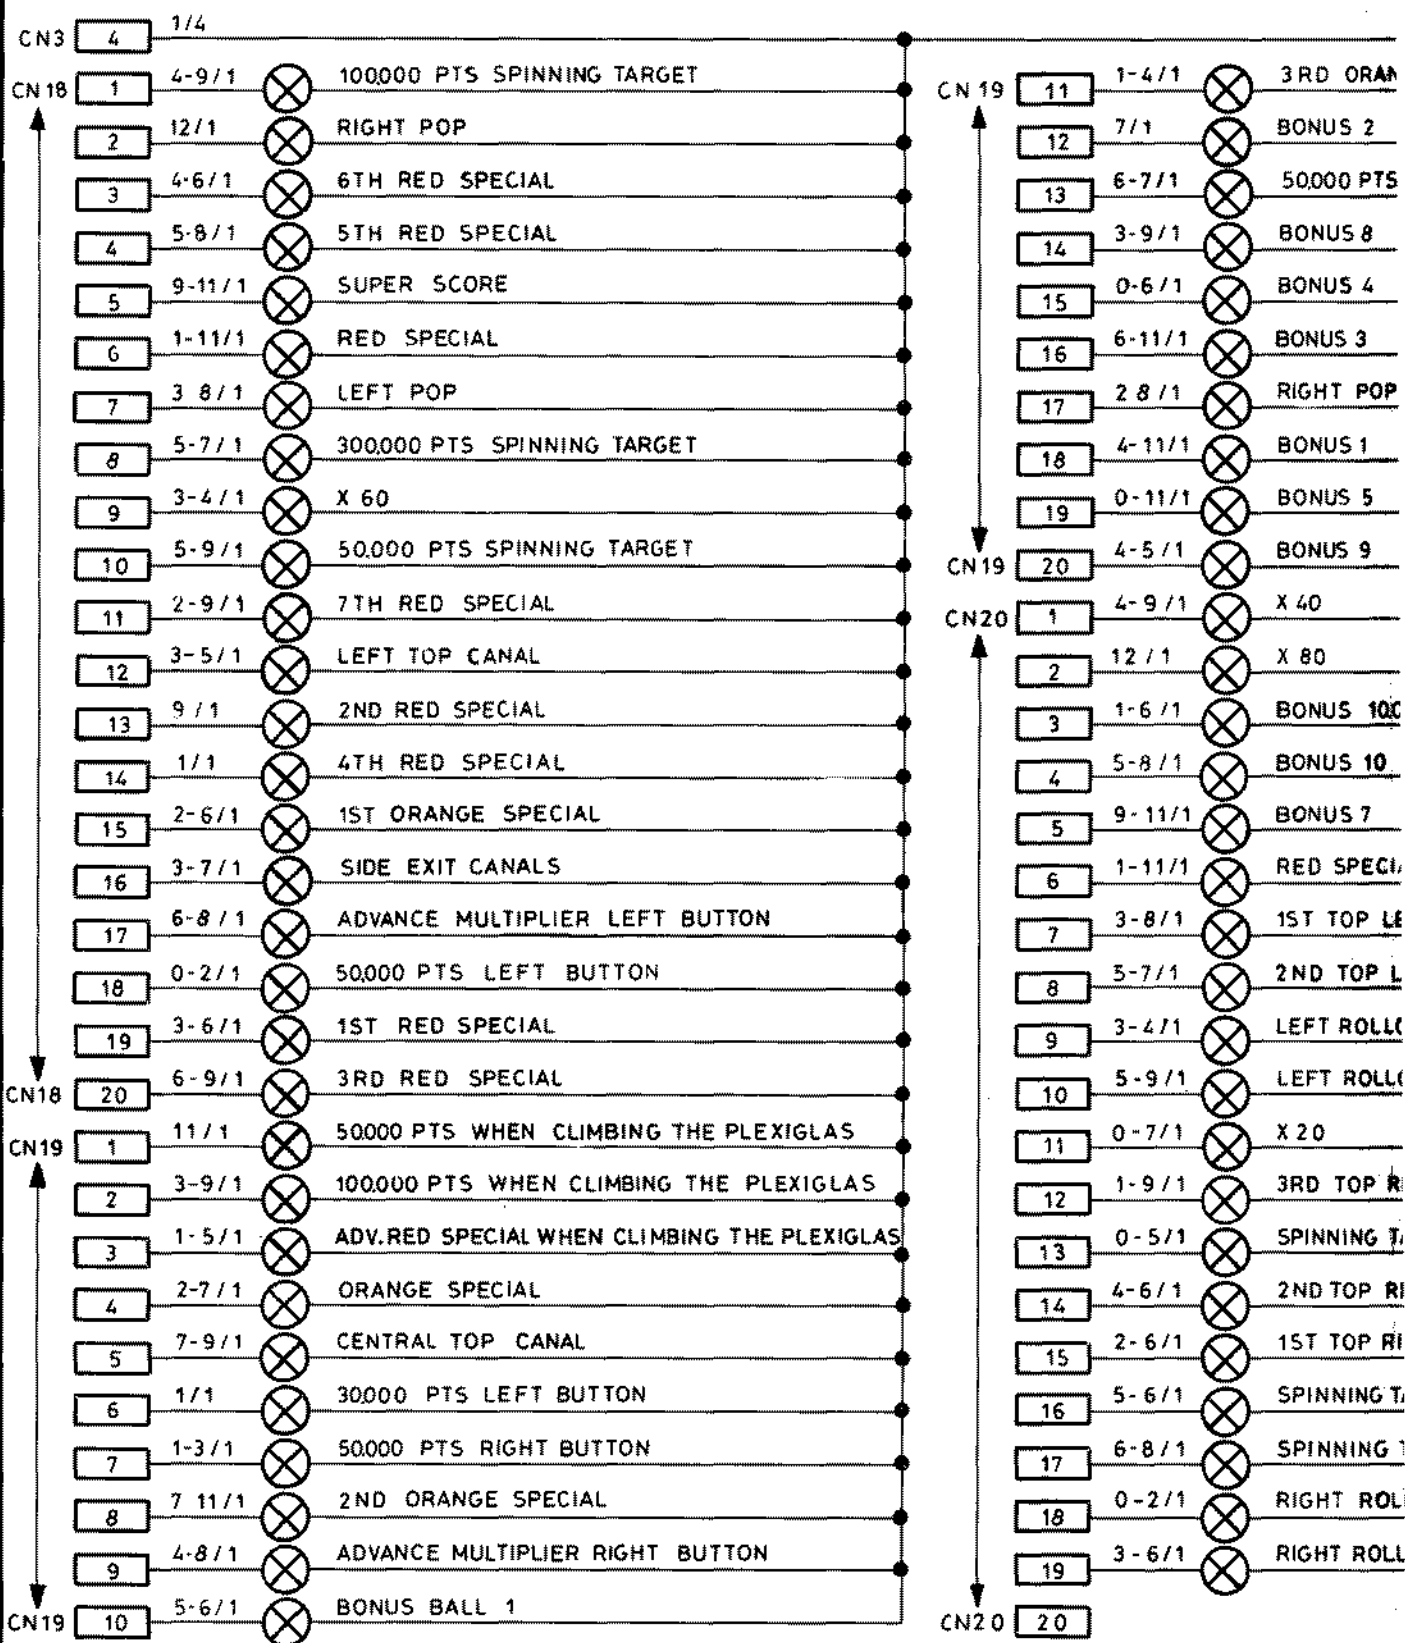 CN3 4 1/4
CN18 1 4-9/1 100,000 PTS SPINNING TARGET
2 12/1 RIGHT POP
3 4-6/1 6TH RED SPECIAL
4 5-8/1 5TH RED SPECIAL
5 9-11/1 SUPER SCORE
6 1-11/1 RED SPECIAL
7 3 8/1 LEFT POP
8 5-7/1 300,000 PTS SPINNING TARGET
9 3-4/1 X 60
10 5-9/1 50,000 PTS SPINNING TARGET
11 2-9/1 7TH RED SPECIAL
12 3-5/1 LEFT TOP CANAL
13 9/1 2ND RED SPECIAL
14 1/1 4TH RED SPECIAL
15 2-6/1 1ST ORANGE SPECIAL
16 3-7/1 SIDE EXIT CANALS
17 6-8/1 ADVANCE MULTIPLIER LEFT BUTTON
18 0-2/1 50,000 PTS LEFT BUTTON
19 3-6/1 1ST RED SPECIAL
CN18 20 6-9/1 3RD RED SPECIAL
CN19 1 11/1 50,000 PTS WHEN CLIMBING THE PLEXIGLAS
2 3-9/1 100,000 PTS WHEN CLIMBING THE PLEXIGLAS
3 1-5/1 ADV.RED SPECIAL WHEN CLIMBING THE PLEXIGLAS
4 2-7/1 ORANGE SPECIAL
5 7-9/1 CENTRAL TOP CANAL
6 1/1 30,000 PTS LEFT BUTTON
7 1-3/1 50,000 PTS RIGHT BUTTON
8 7 11/1 2ND ORANGE SPECIAL
9 4-8/1 ADVANCE MULTIPLIER RIGHT BUTTON
CN19 10 5-6/1 BONUS BALL 1
CN19 11 1-4/1 3RD ORAN
12 7/1 BONUS 2
13 6-7/1 50,000 PTS
14 3-9/1 BONUS 8
15 0-6/1 BONUS 4
16 6-11/1 BONUS 3
17 2 8/1 RIGHT POP
18 4-11/1 BONUS 1
19 0-11/1 BONUS 5
CN19 20 4-5/1 BONUS 9
CN20 1 4-9/1 X 40
2 12/1 X 80
3 1-6/1 BONUS
4 5-8/1 BONUS 10
5 9-11/1 BONUS 7
6 1-11/1 RED SPECI
7 3-8/1 1ST TOP LE
8 5-7/1 2ND TOP L
9 3-4/1 LEFT ROLL
10 5-9/1 LEFT ROLL
11 0-7/1 X 20
12 1-9/1 3RD TOP R
13 0-5/1 SPINNING T
14 4-6/1 2ND TOP RI
15 2-6/1 1ST TOP RI
16 5-6/1 SPINNING T
17 6-8/1 SPINNING
18 0-2/1 RIGHT ROL
19 3-6/1 RIGHT ROLL
CN20 20